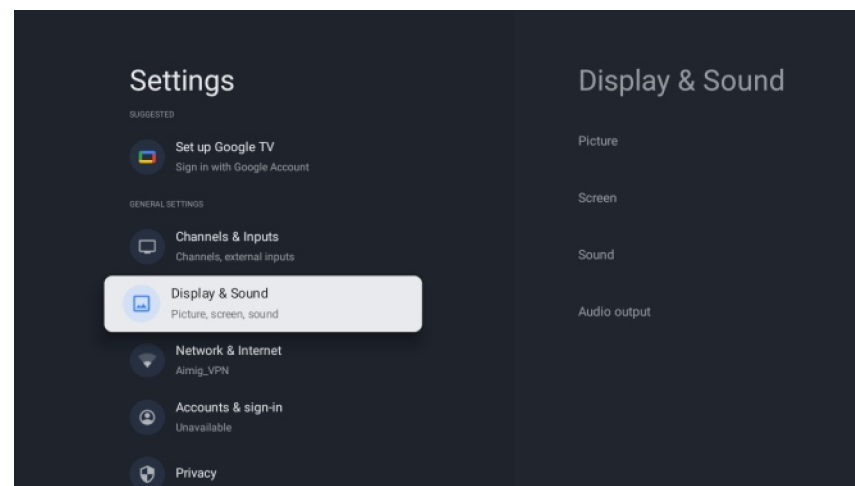 Settings
SUGGESTED
Set up Google TV
Sign in with Google Account
GENERAL SETTINGS
Channels & Inputs
Channels, external inputs
Display & Sound
Picture, screen, sound
Network & Internet
Aimig_VPN
Accounts & sign-in
Unavailable
Privacy
Display & Sound
Picture
Screen
Sound
Audio output